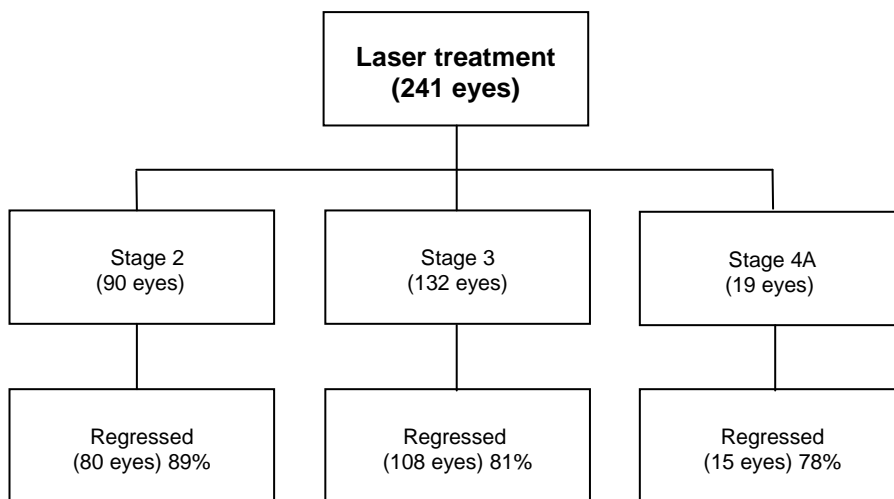 Laser treatment
(241 eyes)
Stage 2
(90 eyes)
Stage 3
(132 eyes)
Stage 4A
(19 eyes)
Regressed
(80 eyes) 89%
Regressed
(108 eyes) 81%
Regressed
(15 eyes) 78%